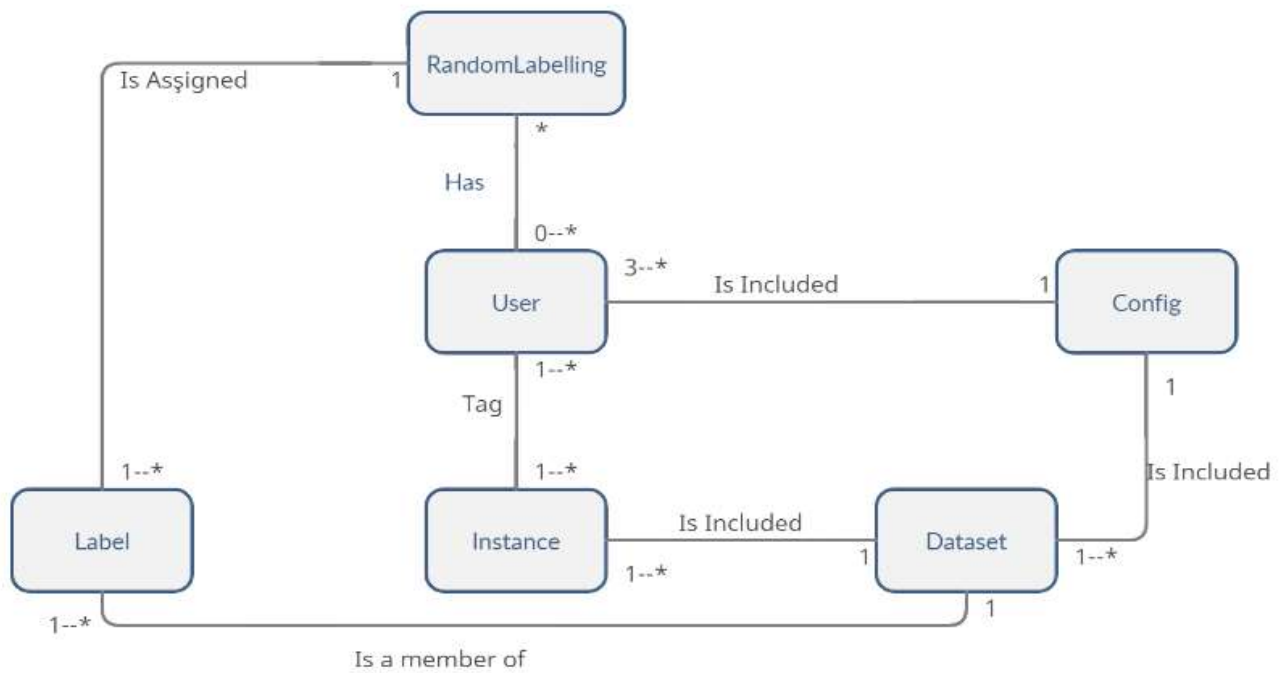 RandomLabelling
Is Asşigned
1
*
Has
0--*
3--*
Is Included
1
User
Config
1--*
1
Tag
1--*
1--*
Is Included
Label
Instance
Is Included
Dataset
1--*
1
1--*
1--*
1
Is a member of